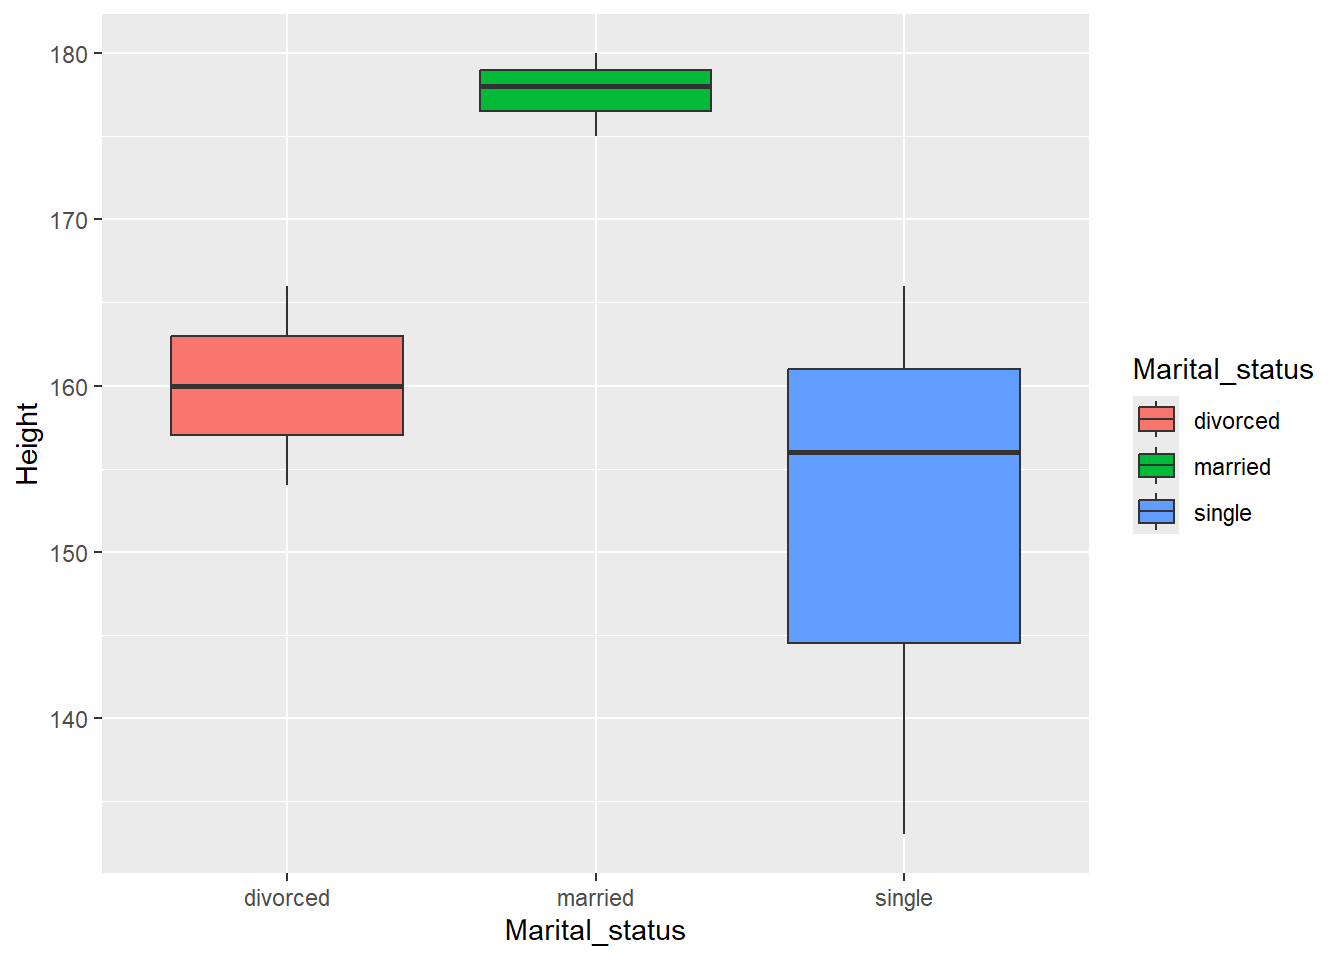 180
170
160
150
140
Height
divorced
married
single
Marital_status
Marital_status
divorced
married
single